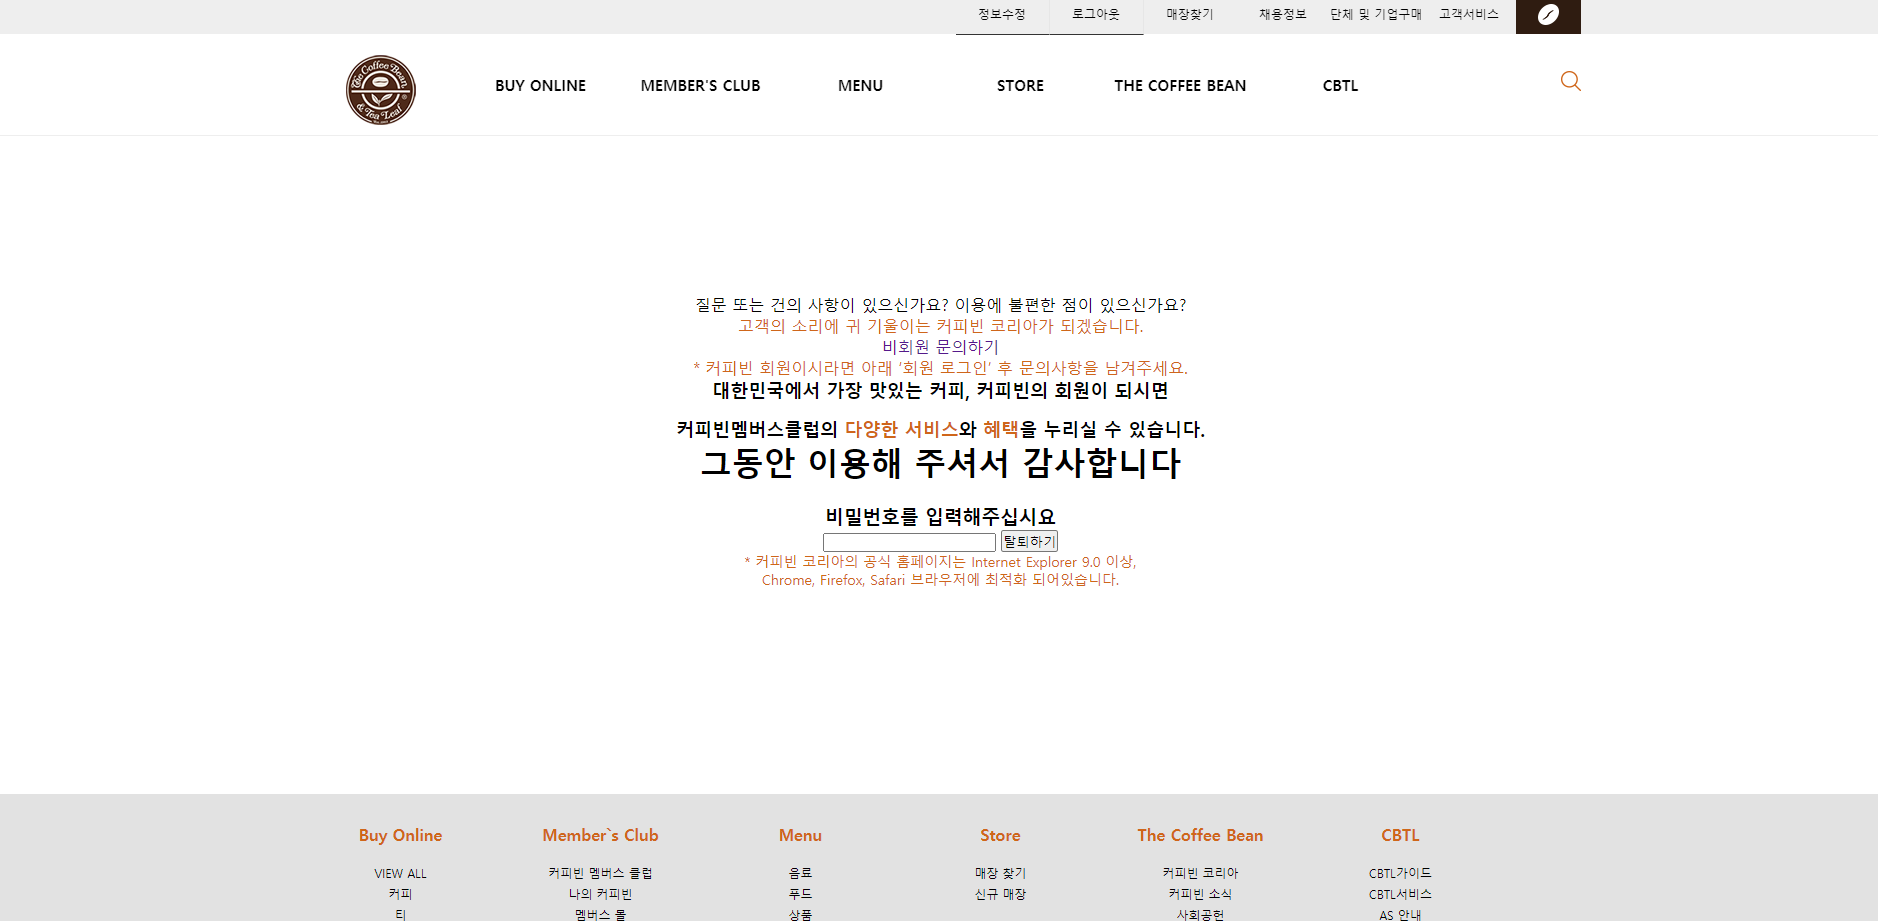 정보수정 로그아웃 매장찾기 채용정보 단체 및 기업구매 고객서비스
The Coffee Bean & Tea Leaf
BUY ONLINE MEMBER'S CLUB MENU STORE THE COFFEE BEAN CBTL
질문 또는 건의 사항이 있으신가요? 이용에 불편한 점이 있으신가요?
고객의 소리에 귀 기울이는 커피빈 코리아가 되겠습니다.
비회원 문의하기
* 커피빈 회원이시라면 아래 ‘회원 로그인’ 후 문의사항을 남겨주세요.
대한민국에서 가장 맛있는 커피, 커피빈의 회원이 되시면
커피빈멤버스클럽의 다양한 서비스와 혜택을 누리실 수 있습니다.
그동안 이용해 주셔서 감사합니다
비밀번호를 입력해주십시요
탈퇴하기
* 커피빈 코리아의 공식 홈페이지는 Internet Explorer 9.0 이상,
Chrome, Firefox, Safari 브라우저에 최적화 되어있습니다.
Buy Online Member`s Club Menu Store The Coffee Bean CBTL
VIEW ALL 커피빈 멤버스 클럽 음료 매장 찾기 커피빈 코리아 CBTL가이드
커피 나의 커피빈 푸드 신규 매장 커피빈 소식 CBTL서비스
티 멤버스 몰 상품 사회공헌 AS 안내